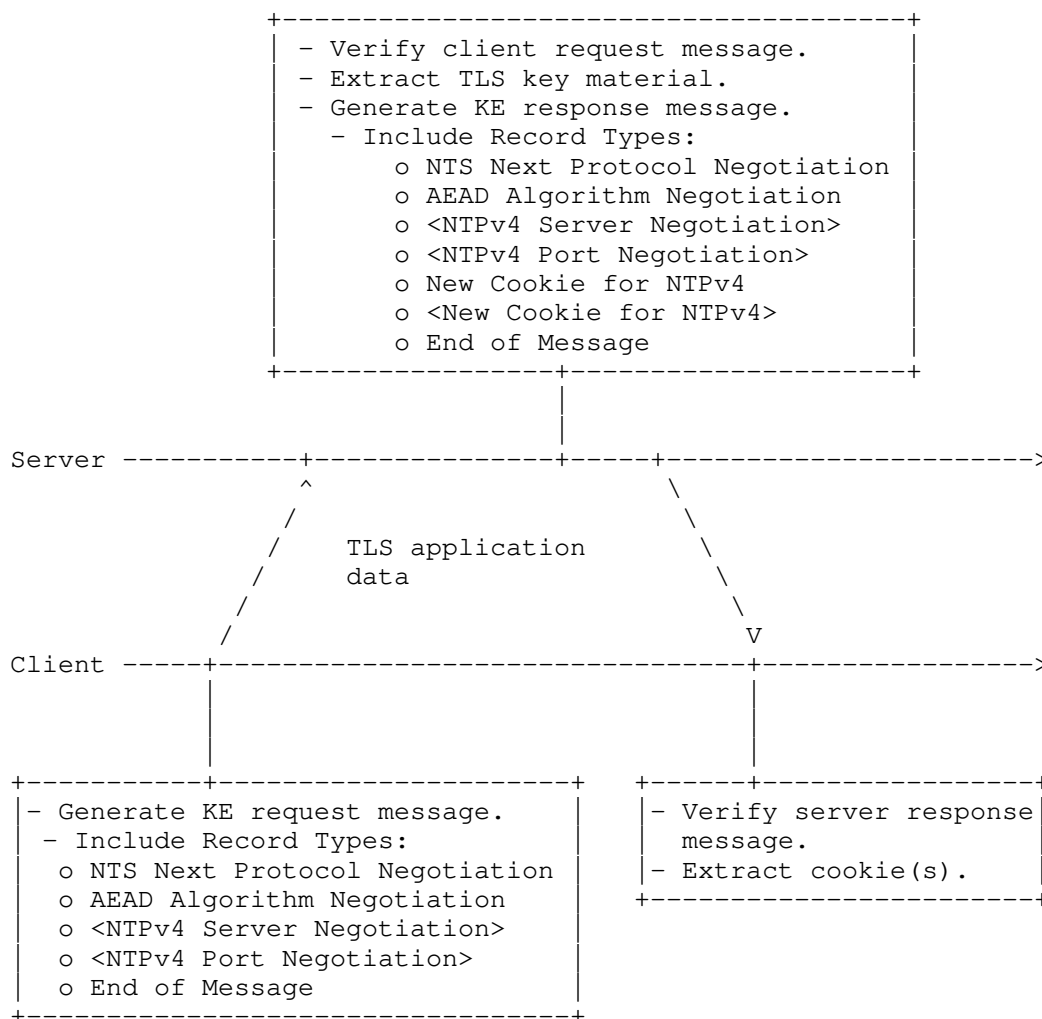 - Verify client request message.
- Extract TLS key material.
- Generate KE response message.
- Include Record Types:
o NTS Next Protocol Negotiation
o AEAD Algorithm Negotiation
o <NTPv4 Server Negotiation>
o <NTPv4 Port Negotiation>
o New Cookie for NTPv4
o <New Cookie for NTPv4>
o End of Message
Server
TLS application
data
Client
- Generate KE request message.
- Include Record Types:
o NTS Next Protocol Negotiation
o AEAD Algorithm Negotiation
o <NTPv4 Server Negotiation>
o <NTPv4 Port Negotiation>
o End of Message
- Verify server response
message.
- Extract cookie(s).